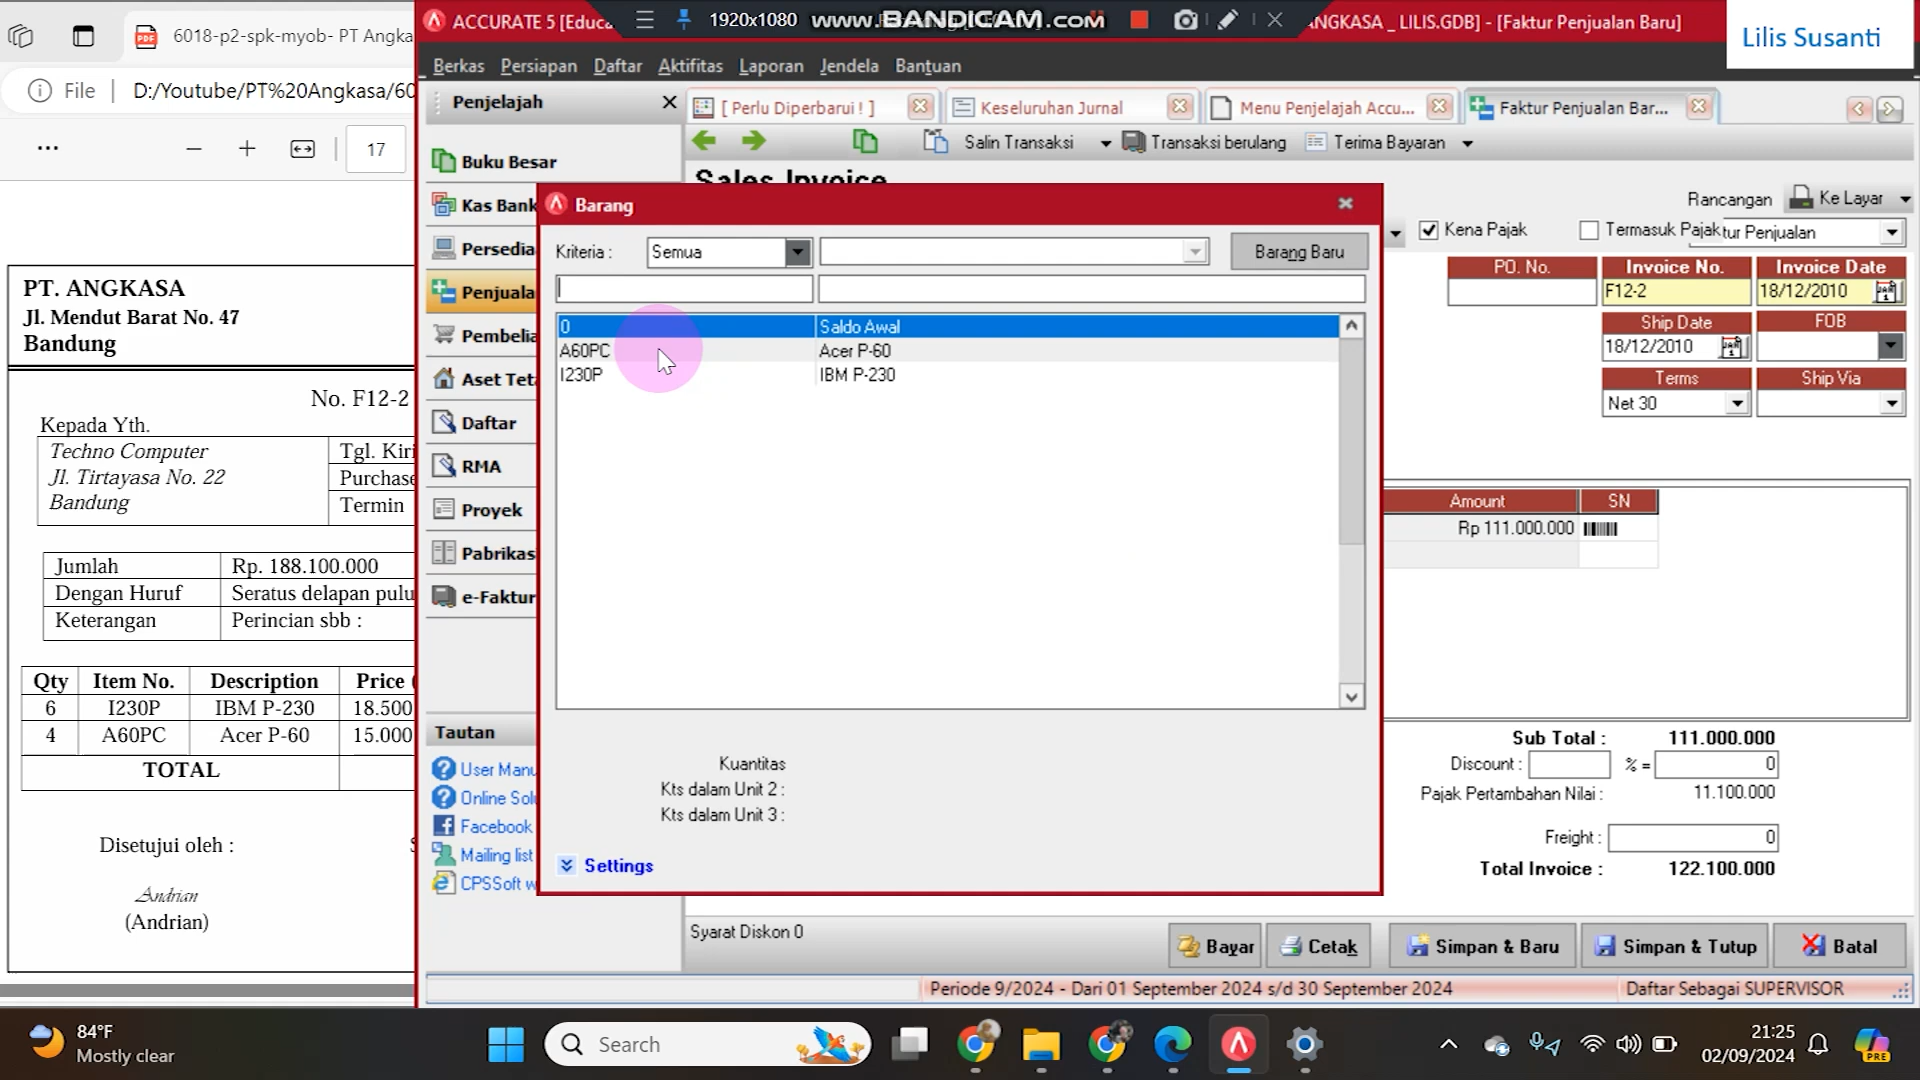 6018-p2-spk-myob- PT Angka
File
D:/Youtube/PT%20Angkasa/60
17
PT. ANGKASA
Jl. Mendut Barat No. 47
Bandung
No. F12-2
Kepada Yth.
Techno Computer
Jl. Tirtayasa No. 22
Bandung
Tgl. Kiri
Purchase
Termin
Jumlah Rp. 188.100.000
Dengan Huruf Seratus delapan pulu
Keterangan Perincian sbb :
Qty Item No. Description Price (
6 I230P IBM P-230 18.500
4 A60PC Acer P-60 15.000
TOTAL
Disetujui oleh :
Andrian
(Andrian)
ACCURATE 5 [Educa
1920x1080
www.BANDICAM.com
NGKASA _ LILIS.GDB] - [Faktur Penjualan Baru]
Lilis Susanti
Berkas Persiapan Daftar Aktifitas Laporan Jendela Bantuan
Penjelajah
[ Perlu Diperbarui ! ]
Keseluruhan Jurnal
Menu Penjelajah Accu...
Faktur Penjualan Bar...
Salin Transaksi
Transaksi berulang
Terima Bayaran
Buku Besar
Kas Bank
Persedia
Penjuala
Pembelia
Aset Teta
Daftar
RMA
Proyek
Pabrikas
e-Faktur
Tautan
User Manu
Online Solu
Facebook
Mailing list
CPSSoft w
Sales Invoice
Rancangan
Ke Layar
Kena Pajak
Termasuk Pajak
tur Penjualan
PO. No. Invoice No. Invoice Date
F12-2 18/12/2010
Ship Date FOB
18/12/2010
Terms Ship Via
Net 30
Barang
Kriteria :
Semua
Barang Baru
0 Saldo Awal
A60PC Acer P-60
I230P IBM P-230
Kuantitas
Kts dalam Unit 2 :
Kts dalam Unit 3 :
Settings
Amount SN
Rp 111.000.000
Sub Total : 111.000.000
Discount : % = 0
Pajak Pertambahan Nilai : 11.100.000
Freight : 0
Total Invoice : 122.100.000
Syarat Diskon 0
Bayar
Cetak
Simpan & Baru
Simpan & Tutup
Batal
Periode 9/2024 - Dari 01 September 2024 s/d 30 September 2024
Daftar Sebagai SUPERVISOR
84°F
Mostly clear
Search
21:25
02/09/2024
PRE